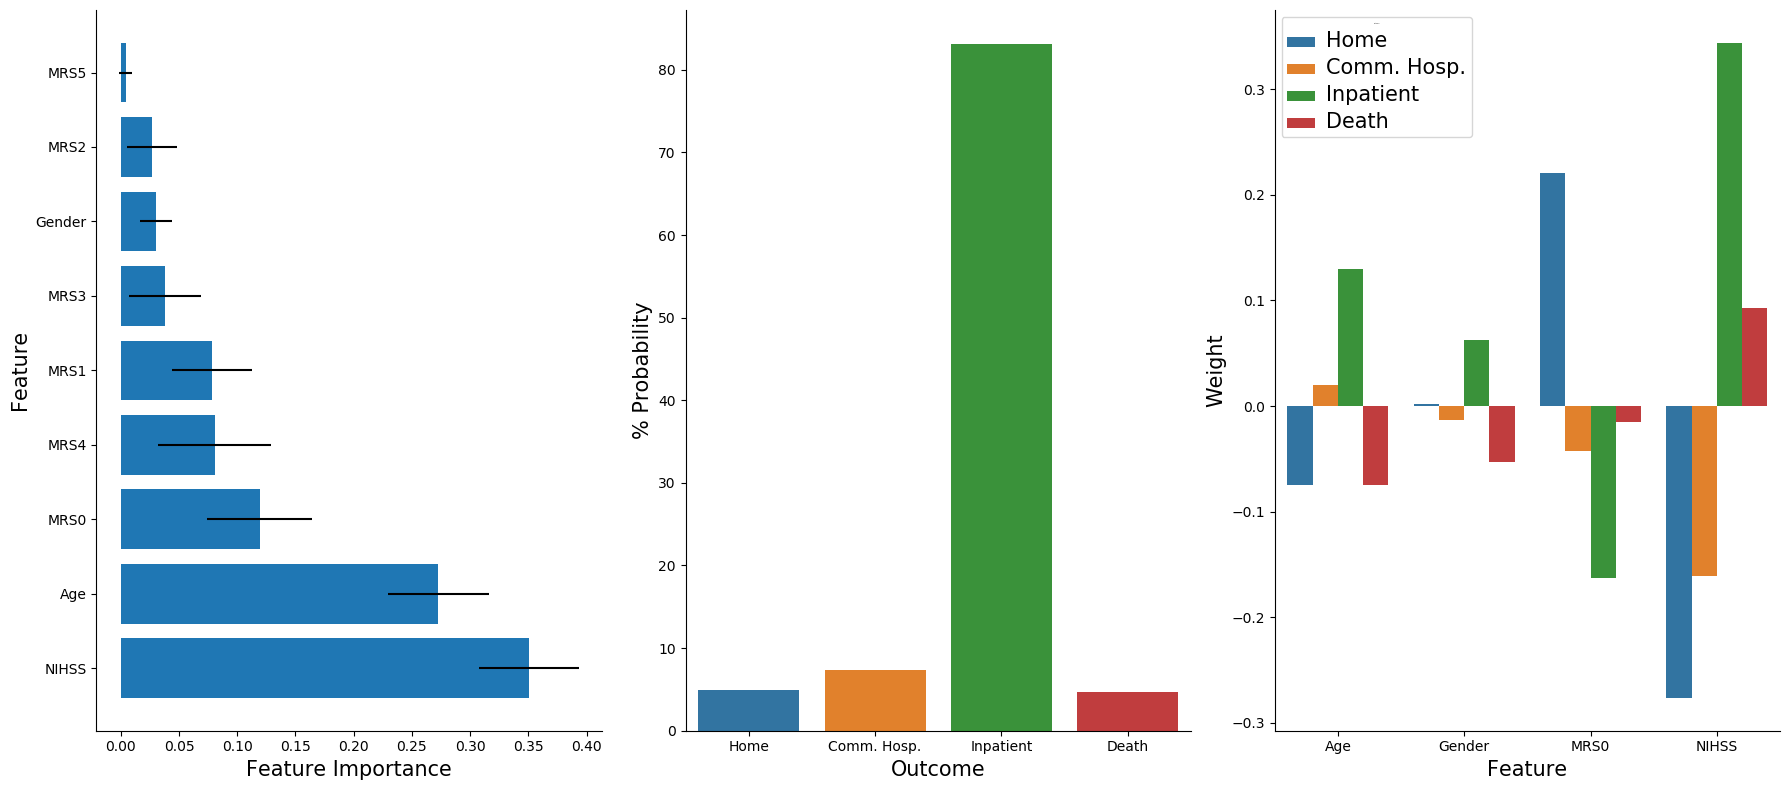 Feature
MRS5
MRS2
Gender
MRS3
MRS1
MRS4
MRS0
Age
NIHSS
0.00 0.05 0.10 0.15 0.20 0.25 0.30 0.35 0.40
Feature Importance
% Probability
80
70
60
50
40
30
20
10
0
Home Comm. Hosp. Inpatient Death
Outcome
Weight
Home
Comm. Hosp.
Inpatient
Death
0.3
0.2
0.1
0.0
−0.1
−0.2
−0.3
Age Gender MRS0 NIHSS
Feature